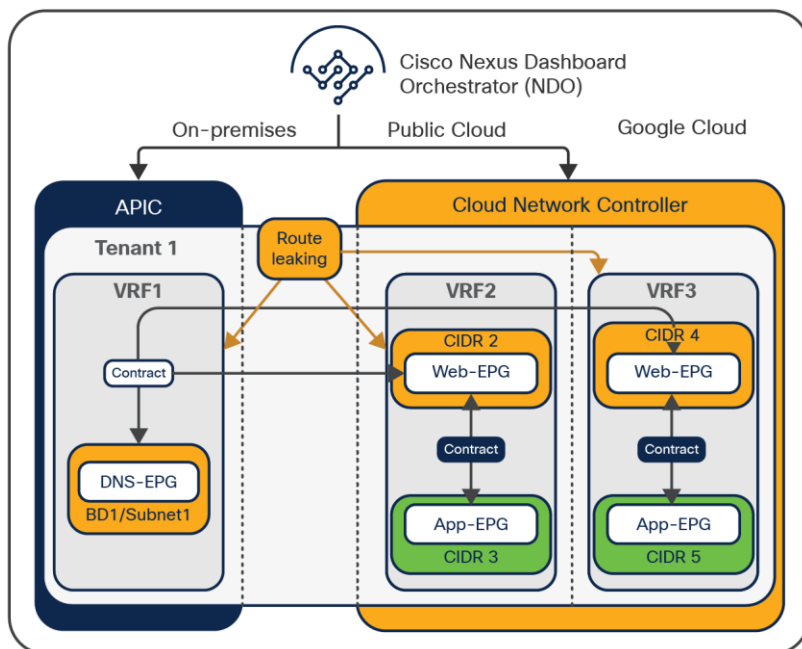 Cisco Nexus Dashboard
Orchestrator (NDO)
On-premises
Public Cloud
Google Cloud
APIC
Cloud Network Controller
Tenant 1
Route
leaking
VRF1
VRF2
VRF3
CIDR 2
CIDR 4
Contract
Web-EPG
Web-EPG
Contract
Contract
DNS-EPG
BD1/Subnet1
App-EPG
App-EPG
CIDR 3
CIDR 5